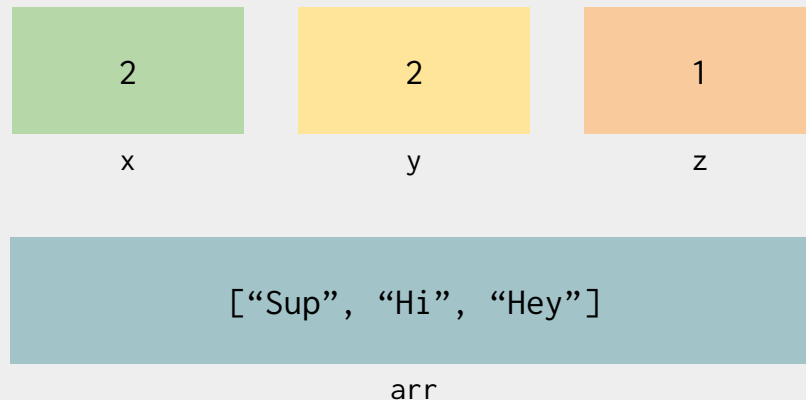 2 2 1
x y z
[“Sup”, “Hi”, “Hey”]
arr